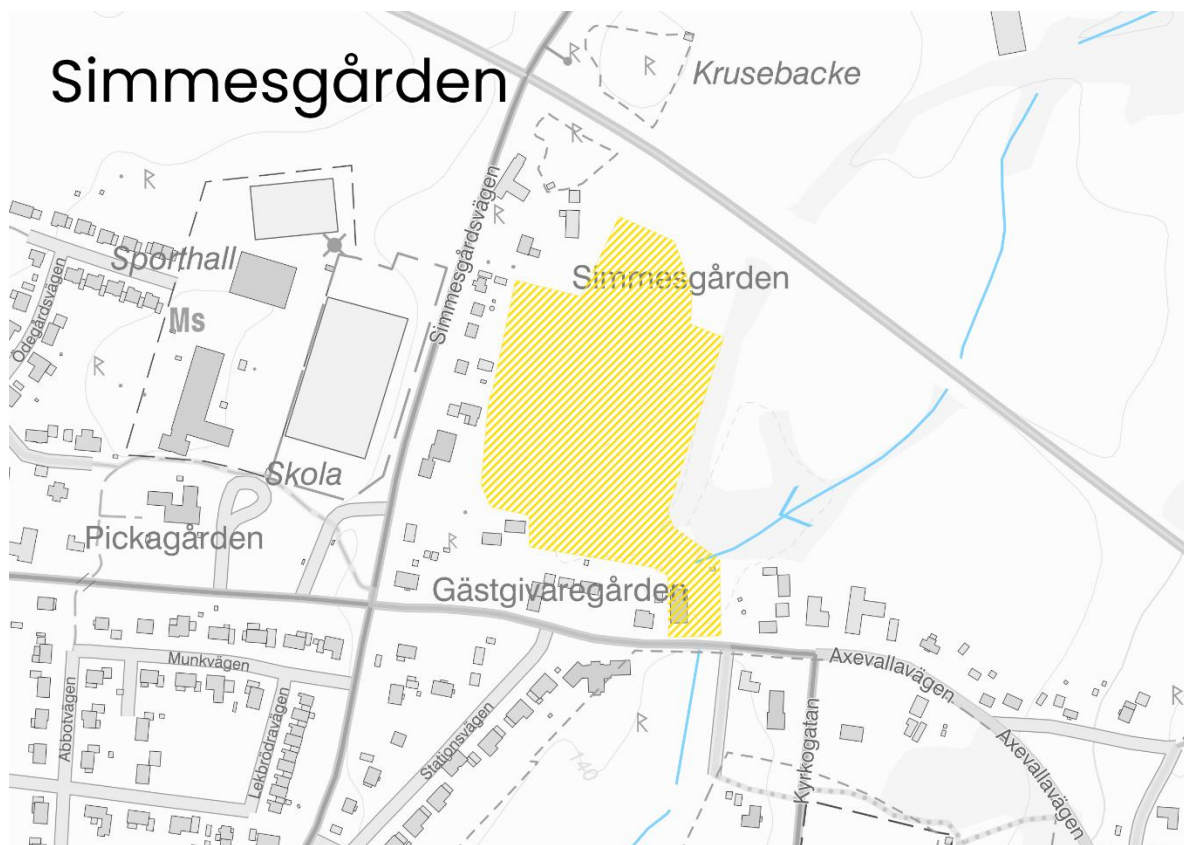 Simmesgården
Krusebacke
R
R
R
R
R
Simmesgårdsvägen
Sporthall
Simmesgården
Ödegårdsvägen
Ms
R
Skola
Pickagården
R
Gästgivaregården
Munkvägen
Axevallavägen
Abbotvägen
Lekbrödravägen
Stationsvägen
R
R
140
Kyrkogatan
Axevallavägen